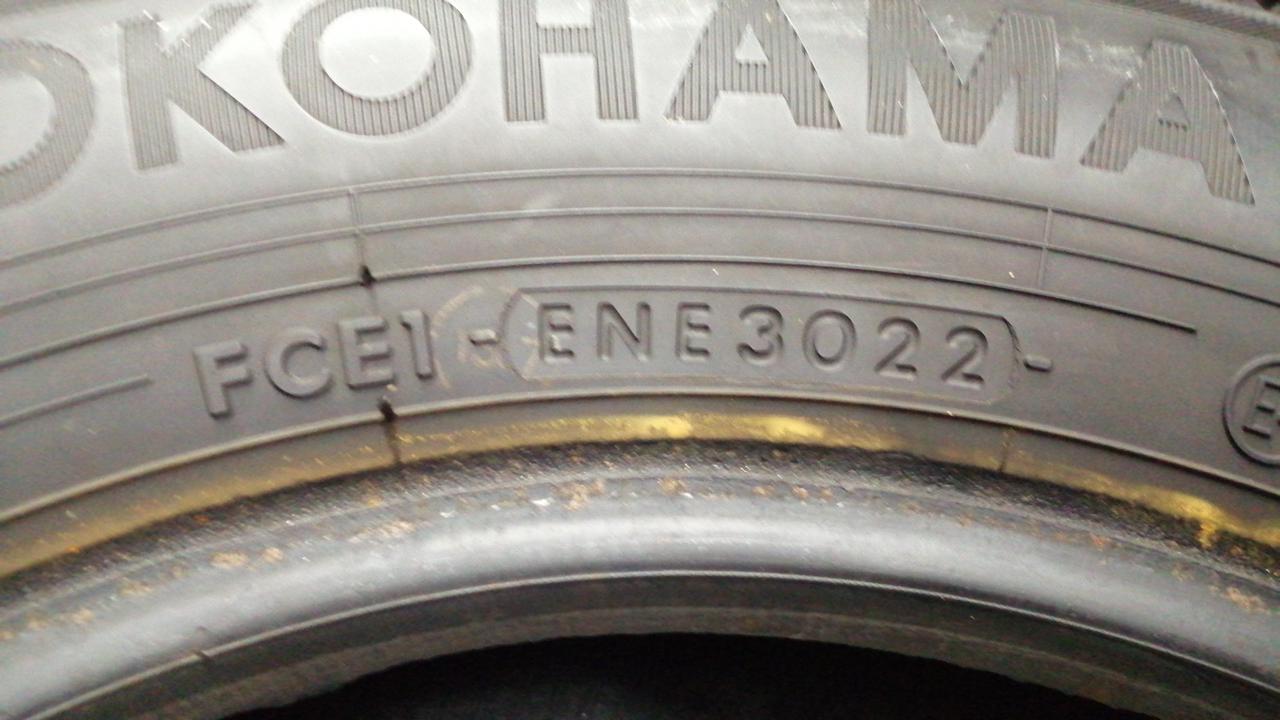 OKOHAMA
FCE1 - ENE3022 -
E